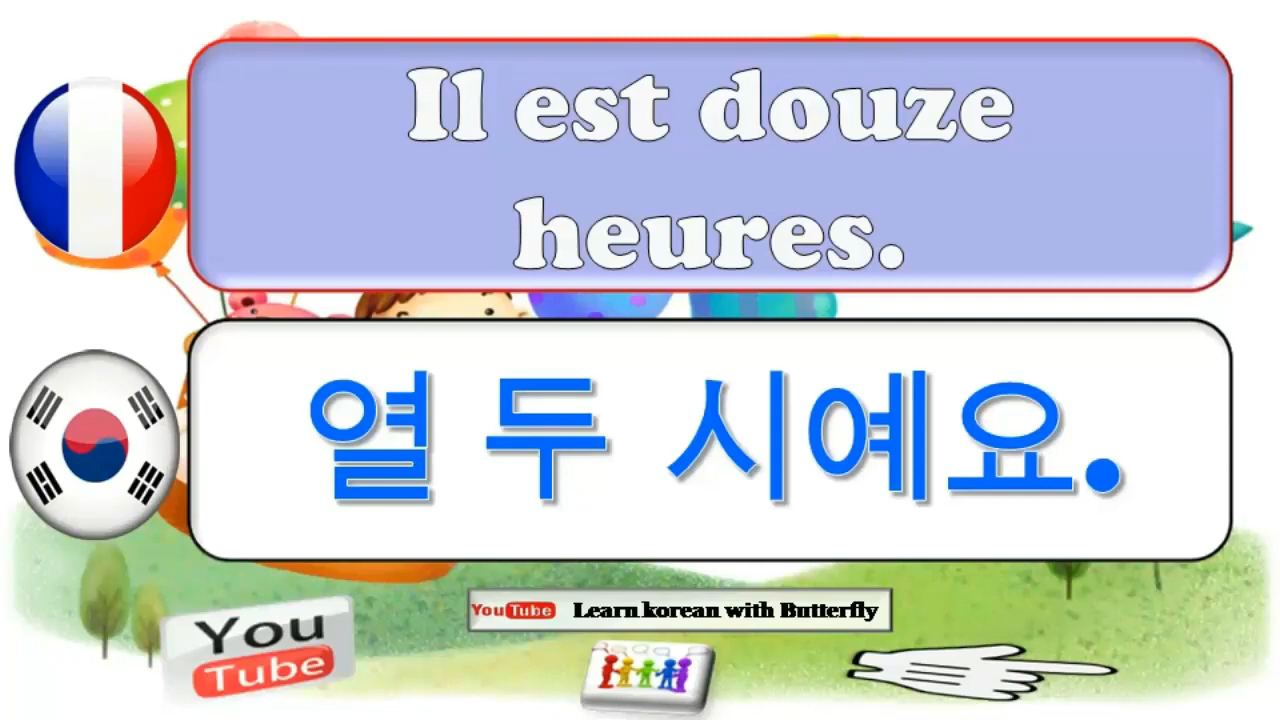 Il est douze
heures.
열 두 시예요.
YouTube Learn korean with Butterfly
You
Tube